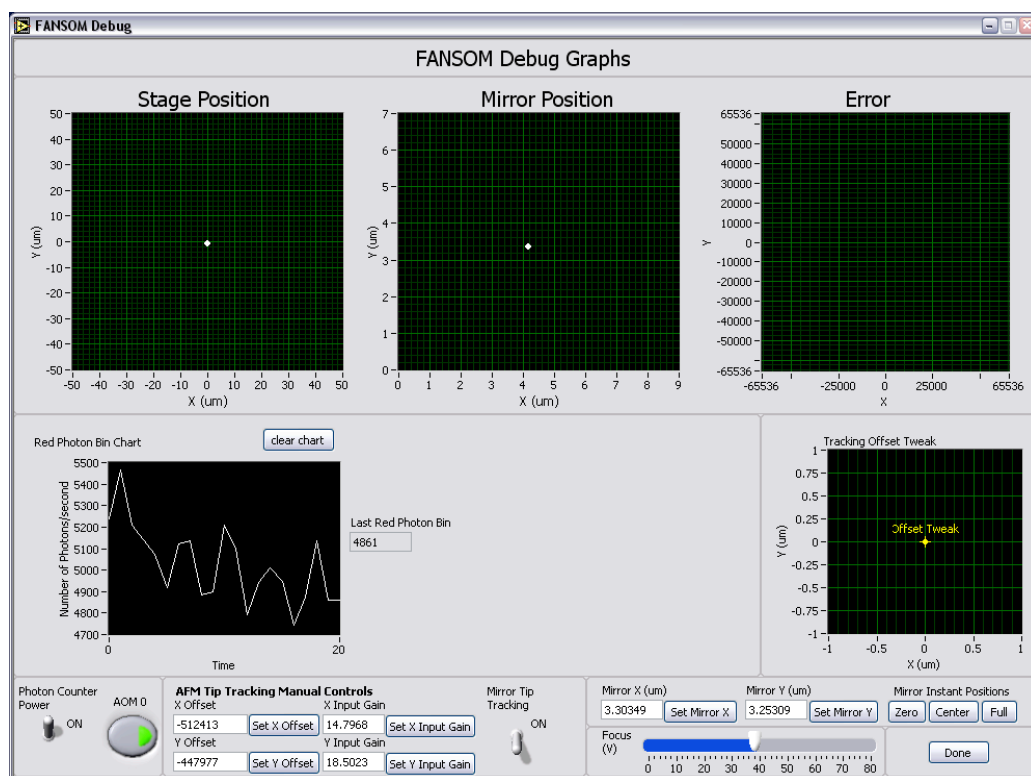 FANSOM Debug
FANSOM Debug Graphs
Stage Position
50
40
30
20
10
0
-10
-20
-30
-40
-50
Y (um)
-50 -40 -30 -20 -10 0 10 20 30 40 50
X (um)
Mirror Position
7
6
5
4
3
2
1
0
Y (um)
0 1 2 3 4 5 6 7 8 9
X (um)
Error
65536
50000
40000
30000
20000
10000
0
-10000
-20000
-30000
-40000
-50000
-65536
Y
-65536 -25000 0 25000 65536
X
Red Photon Bin Chart
clear chart
5500
5400
5300
5200
5100
5000
4900
4800
4700
Number of Photons/second
0 20
Time
Last Red Photon Bin
4861
Tracking Offset Tweak
1
0.75
0.5
0.25
0
-0.25
-0.5
-0.75
-1
Y (um)
Offset Tweak
-1 -0.5 0 0.5 1
X (um)
Photon Counter
Power
ON
AOM 0
AFM Tip Tracking Manual Controls
X Offset X Input Gain
-512413 Set X Offset 14.7968 Set X Input Gain
Y Offset Y Input Gain
-447977 Set Y Offset 18.5023 Set Y Input Gain
Mirror Tip
Tracking
ON
Mirror X (um) Mirror Y (um) Mirror Instant Positions
3.30349 Set Mirror X 3.25309 Set Mirror Y Zero Center Full
Focus
(V)
0 10 20 30 40 50 60 70 80
Done